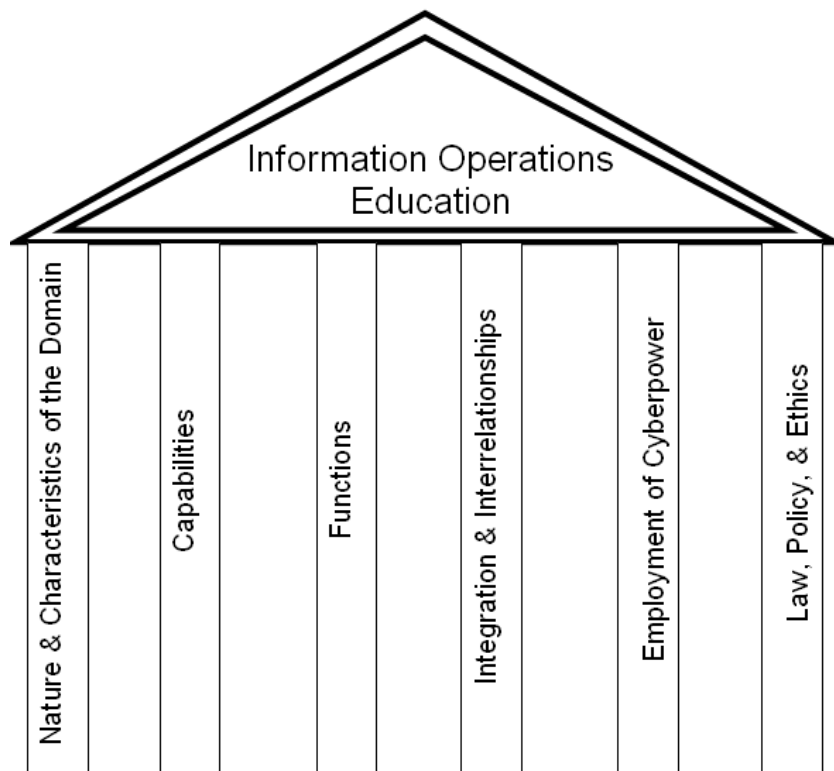 Information Operations
Education
Nature & Characteristics of the Domain
Capabilities
Functions
Integration & Interrelationships
Employment of Cyberpower
Law, Policy, & Ethics